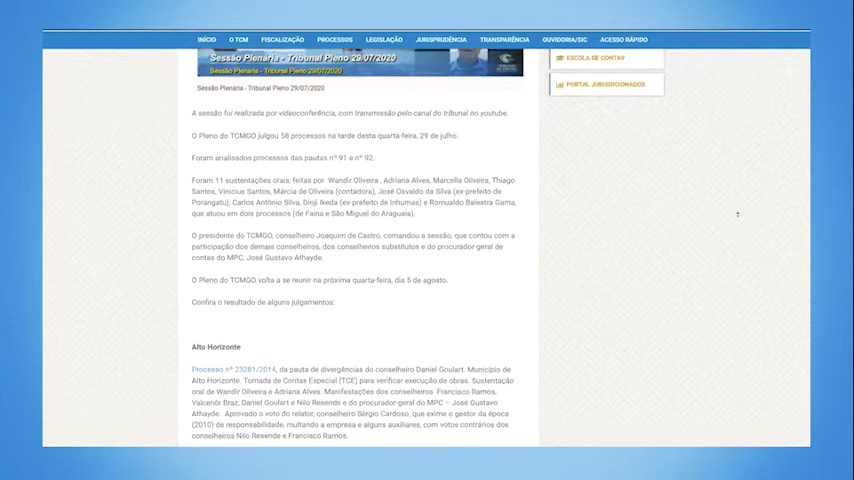 INÍCIO O TCM FISCALIZAÇÃO PROCESSOS LEGISLAÇÃO JURISPRUDÊNCIA TRANSPARÊNCIA OUVIDORIA/SIC ACESSO RÁPIDO
Sessão Plenária - Tribunal Pleno 29/07/2020
Sessão Plenária - Tribunal Pleno 29/07/2020
Sessão Plenária - Tribunal Pleno 29/07/2020
ESCOLA DE CONTAS
PORTAL JURISDICIONADOS
A sessão foi realizada por videoconferência, com transmissão pelo canal do tribunal no youtube.
O Pleno do TCMGO julgou 58 processos na tarde desta quarta-feira, 29 de julho.
Foram analisados processos das pautas nº 91 e nº 92.
Foram 11 sustentações orais, feitas por Wandir Oliveira , Adriana Alves, Marcella Oliveira, Thiago
Santos, Vinicius Santos, Márcia de Oliveira (contadora), José Osvaldo da Silva (ex-prefeito de
Porangatu), Carlos Antônio Silva, Dioji Ikeda (ex-prefeito de Inhumas) e Romualdo Balestra Gama,
que atuou em dois processos (de Faina e São Miguel do Araguaia).
O presidente do TCMGO, conselheiro Joaquim de Castro, comandou a sessão, que contou com a
participação dos demais conselheiros, dos conselheiros substitutos e do procurador-geral de
contas do MPC, José Gustavo Athayde.
O Pleno do TCMGO volta a se reunir na próxima quarta-feira, dia 5 de agosto.
Confira o resultado de alguns julgamentos:
Alto Horizonte
Processo nº 23281/2014, da pauta de divergências do conselheiro Daniel Goulart. Município de
Alto Horizonte. Tomada de Contas Especial (TCE) para verificar execução de obras. Sustentação
oral de Wandir Oliveira e Adriana Alves. Manifestações dos conselheiros Francisco Ramos,
Valcenôr Braz, Daniel Goulart e Nilo Resende e do procurador-geral do MPC – José Gustavo
Athayde. Aprovado o voto do relator, conselheiro Sérgio Cardoso, que exime o gestor da época
(2010) de responsabilidade, multando a empresa e alguns auxiliares, com votos contrários dos
conselheiros Nilo Resende e Francisco Ramos.